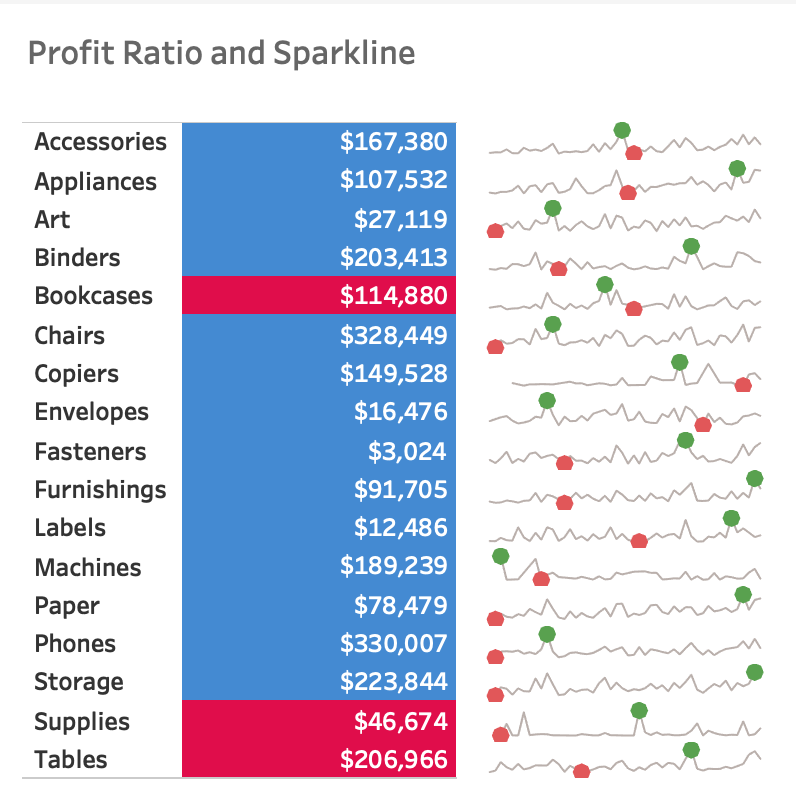 Profit Ratio and Sparkline
Accessories $167,380
Appliances $107,532
Art $27,119
Binders $203,413
Bookcases $114,880
Chairs $328,449
Copiers $149,528
Envelopes $16,476
Fasteners $3,024
Furnishings $91,705
Labels $12,486
Machines $189,239
Paper $78,479
Phones $330,007
Storage $223,844
Supplies $46,674
Tables $206,966